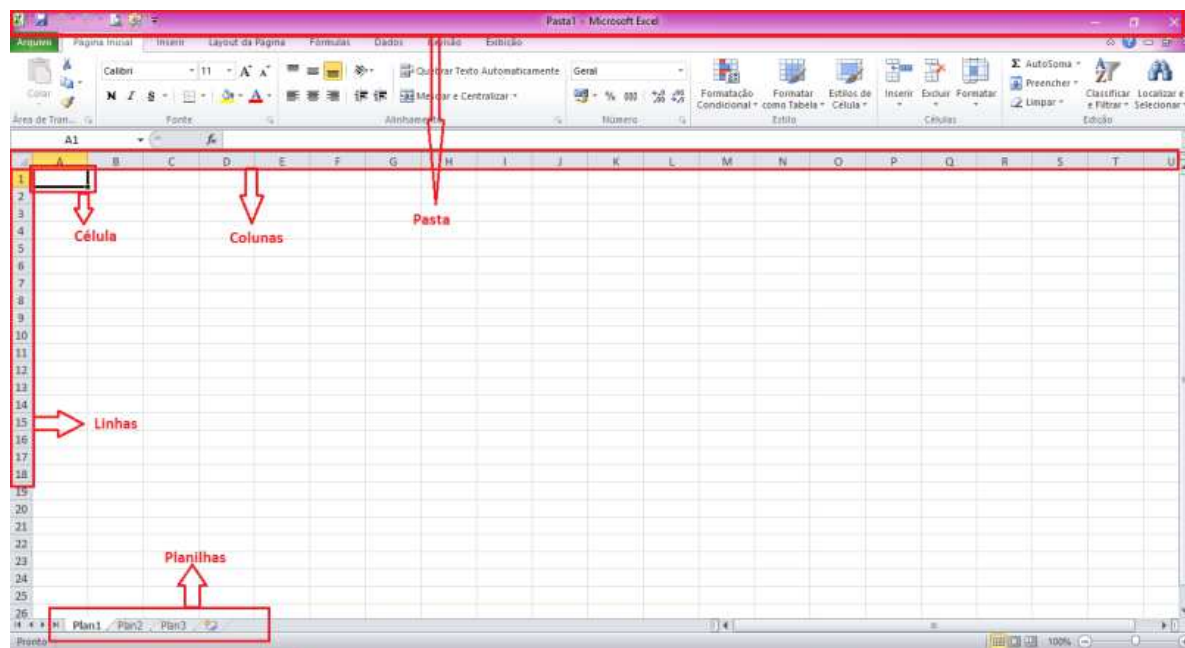 Pasta1 - Microsoft Excel
Arquivo Página Inicial Inserir Layout da Página Fórmulas Dados Revisão Exibição
Colar
Calibri 11 A A
Quebrar Texto Automaticamente
Geral
N I S A
Mesclar e Centralizar
% 000
Formatação Condicional
Formatar como Tabela
Estilos de Célula
Inserir Excluir Formatar
Σ AutoSoma
Preencher
Limpar
Classificar e Filtrar
Localizar e Selecionar
Área de Tran... Fonte Alinhamento Número Estilo Células Edição
A1 fx
A B C D E F G H I J K L M N O P Q R S T U
1
2
3
4
5
6
7
8
9
10
11
12
13
14
15
16
17
18
19
20
21
22
23
24
25
26
Célula
Colunas
Pasta
Linhas
Planilhas
Plan1 Plan2 Plan3
Pronto 100%